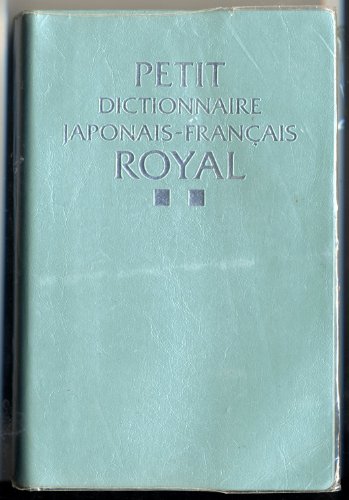 PETIT
DICTIONNAIRE
JAPONAIS-FRANÇAIS
ROYAL